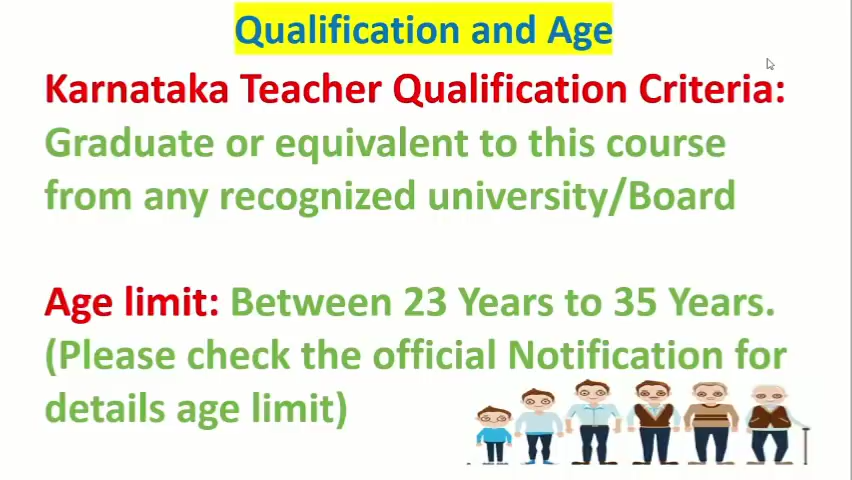 Qualification and Age
Karnataka Teacher Qualification Criteria:
Graduate or equivalent to this course
from any recognized university/Board
Age limit: Between 23 Years to 35 Years.
(Please check the official Notification for
details age limit)